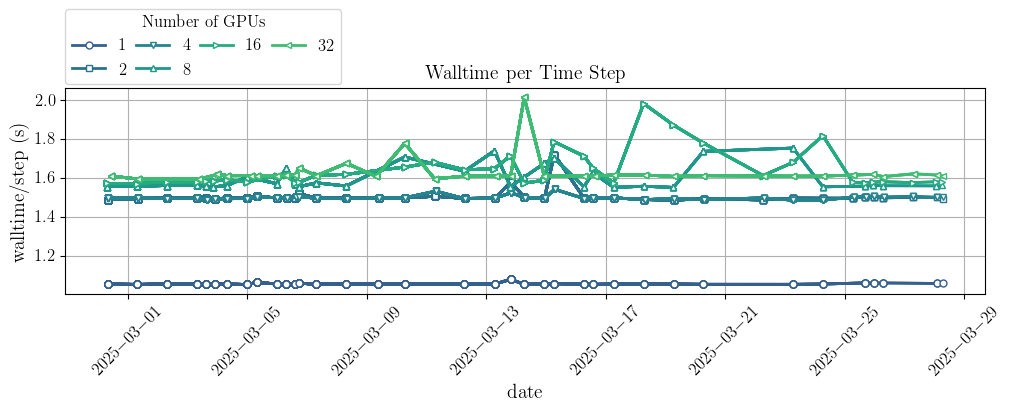 Number of GPUs
1 4 16 32
2 8
Walltime per Time Step
walltime/step (s)
2.0
1.8
1.6
1.4
1.2
2025−03−01
2025−03−05
2025−03−09
2025−03−13
2025−03−17
2025−03−21
2025−03−25
2025−03−29
date